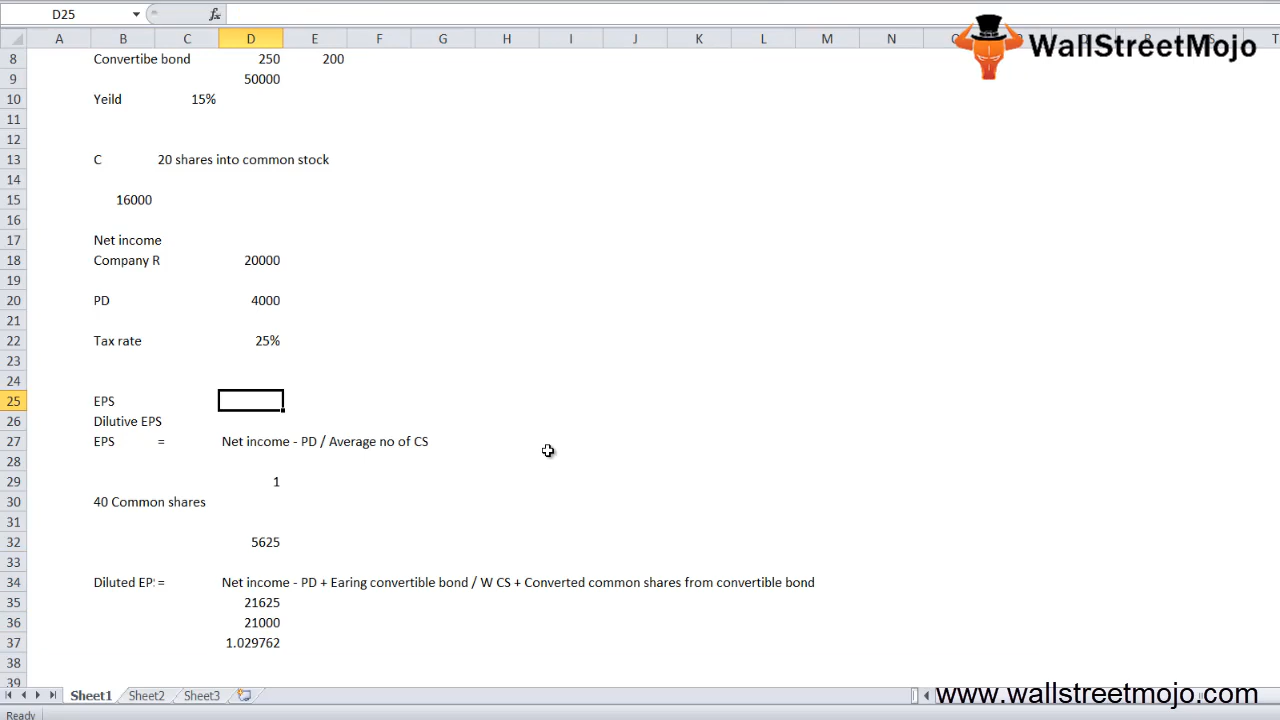 D25
fx
WallStreetMojo
A B C D E F G H I J K L M N
8 Convertibe bond 250 200
9 50000
10 Yeild 15%
11
12
13 C 20 shares into common stock
14
15 16000
16
17 Net income
18 Company R 20000
19
20 PD 4000
21
22 Tax rate 25%
23
24
25 EPS
26 Dilutive EPS
27 EPS = Net income - PD / Average no of CS
28
29 1
30 40 Common shares
31
32 5625
33
34 Diluted EP: = Net income - PD + Earing convertible bond / W CS + Converted common shares from convertible bond
35 21625
36 21000
37 1.029762
38
39
Sheet1 Sheet2 Sheet3
www.wallstreetmojo.com
Ready